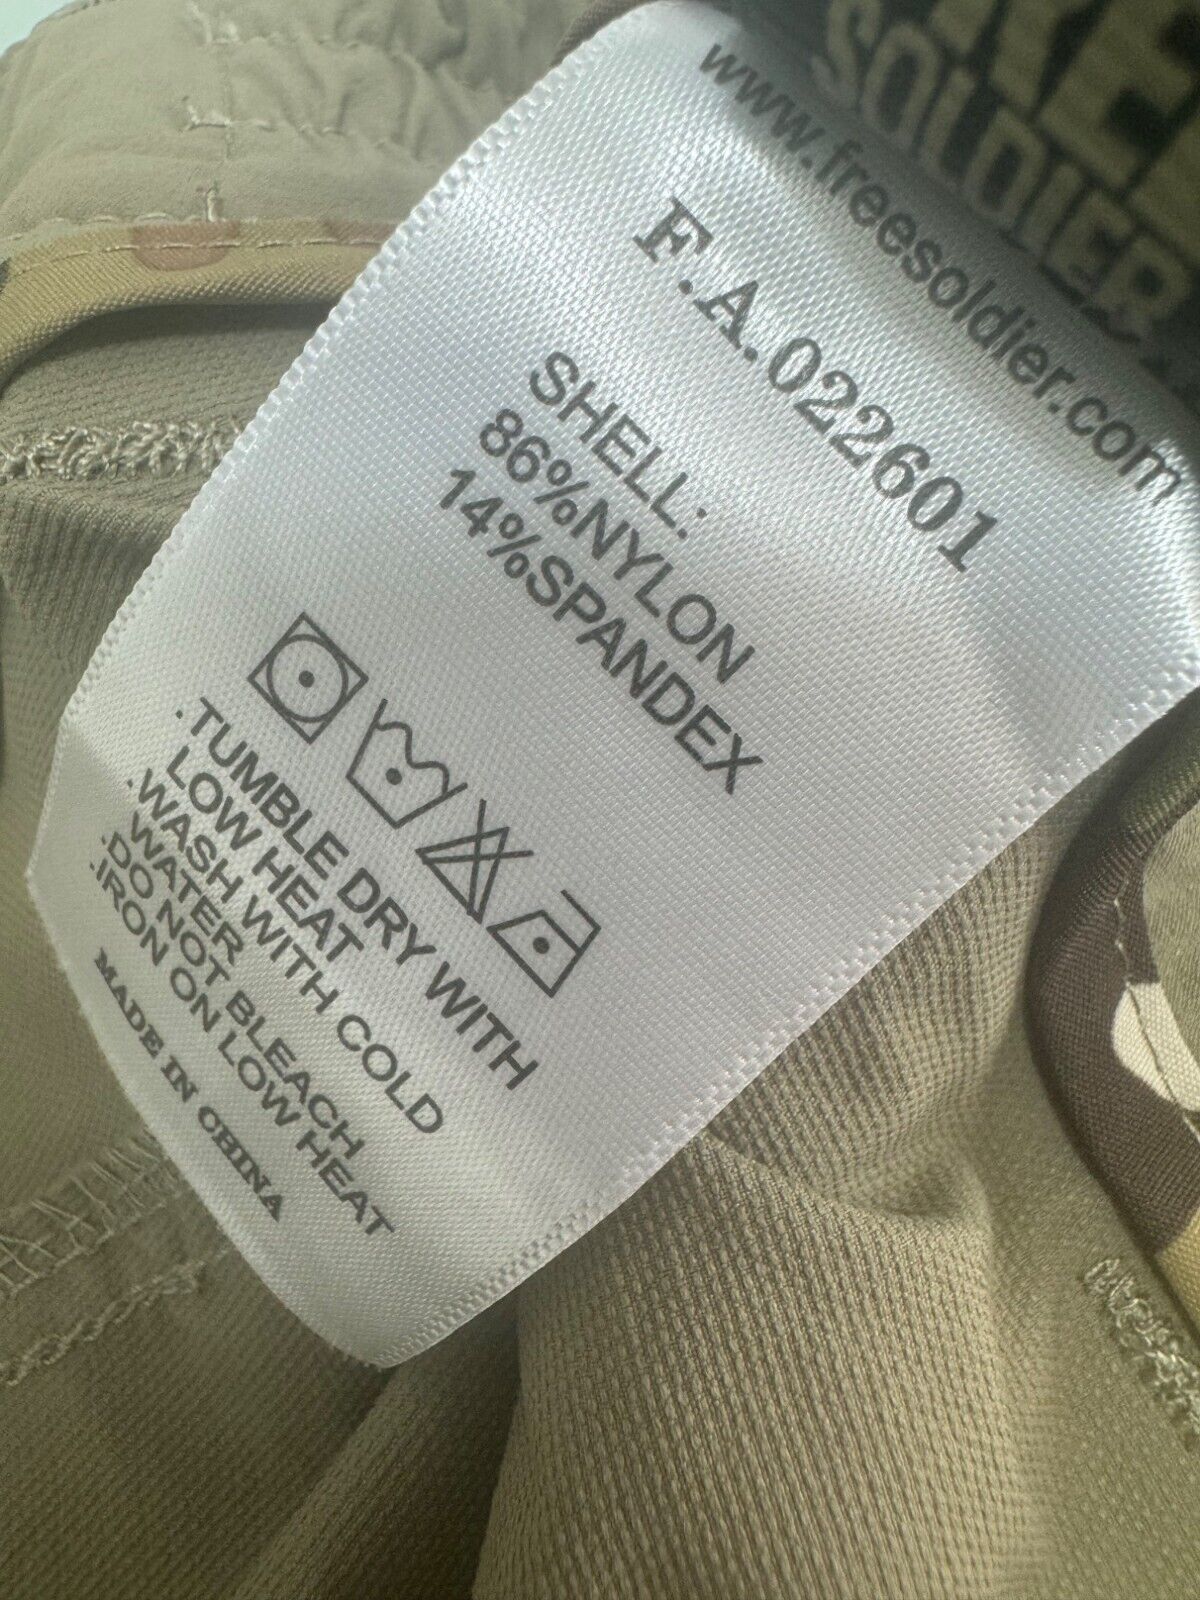 SOLDIER
www.freesoldier.com
F.A.022601
SHELL:
86%NYLON
14%SPANDEX
.TUMBLE DRY WITH
LOW HEAT
.WASH WITH COLD
WATER
.DO NOT BLEACH
.IRON ON LOW HEAT
MADE IN CHINA